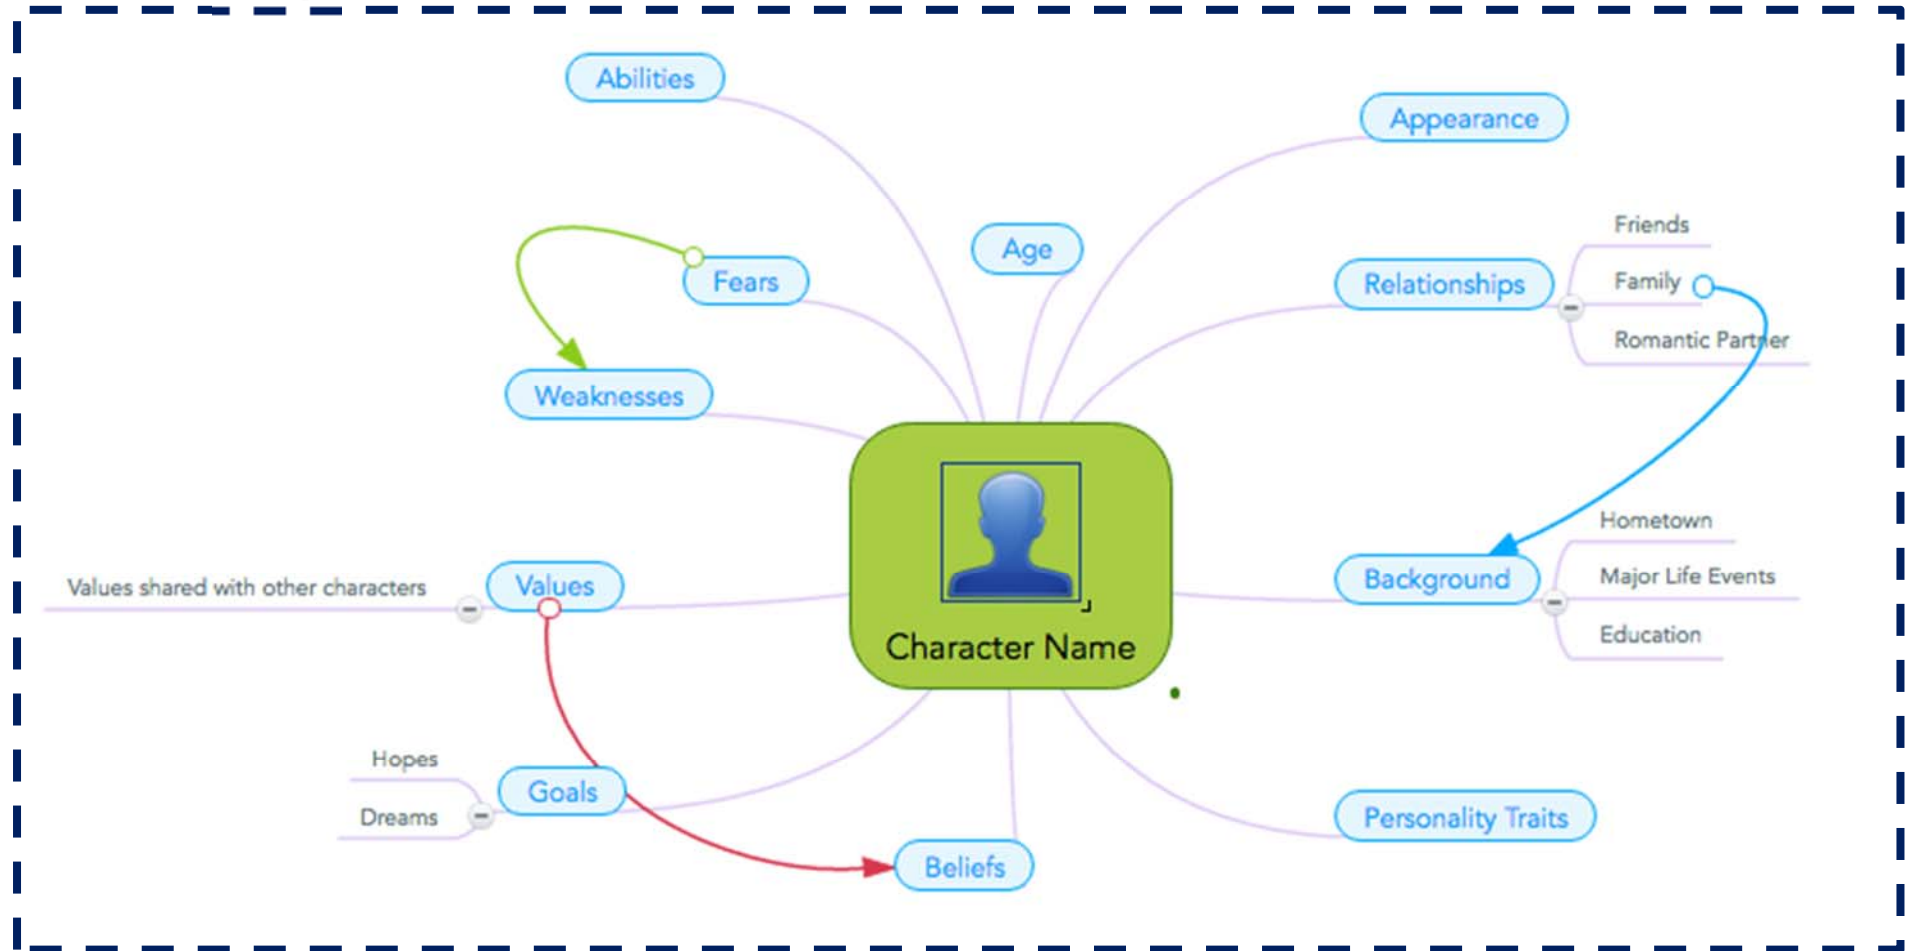 Abilities
Appearance
Age
Friends
Fears
Relationships
Family
Romantic Partner
Weaknesses
Hometown
Values shared with other characters
Values
Background
Major Life Events
Education
Character Name
Hopes
Goals
Dreams
Personality Traits
Beliefs